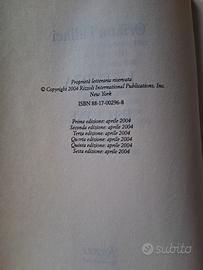 Proprietà letteraria riservata
© Copyright 2004 Rizzoli International Publications, Inc.
New York
ISBN 88-17-00296-8
Prima edizione: aprile 2004
Seconda edizione: aprile 2004
Terza edizione: aprile 2004
Quarta edizione: aprile 2004
Quinta edizione: aprile 2004
Sesta edizione: aprile 2004
subito